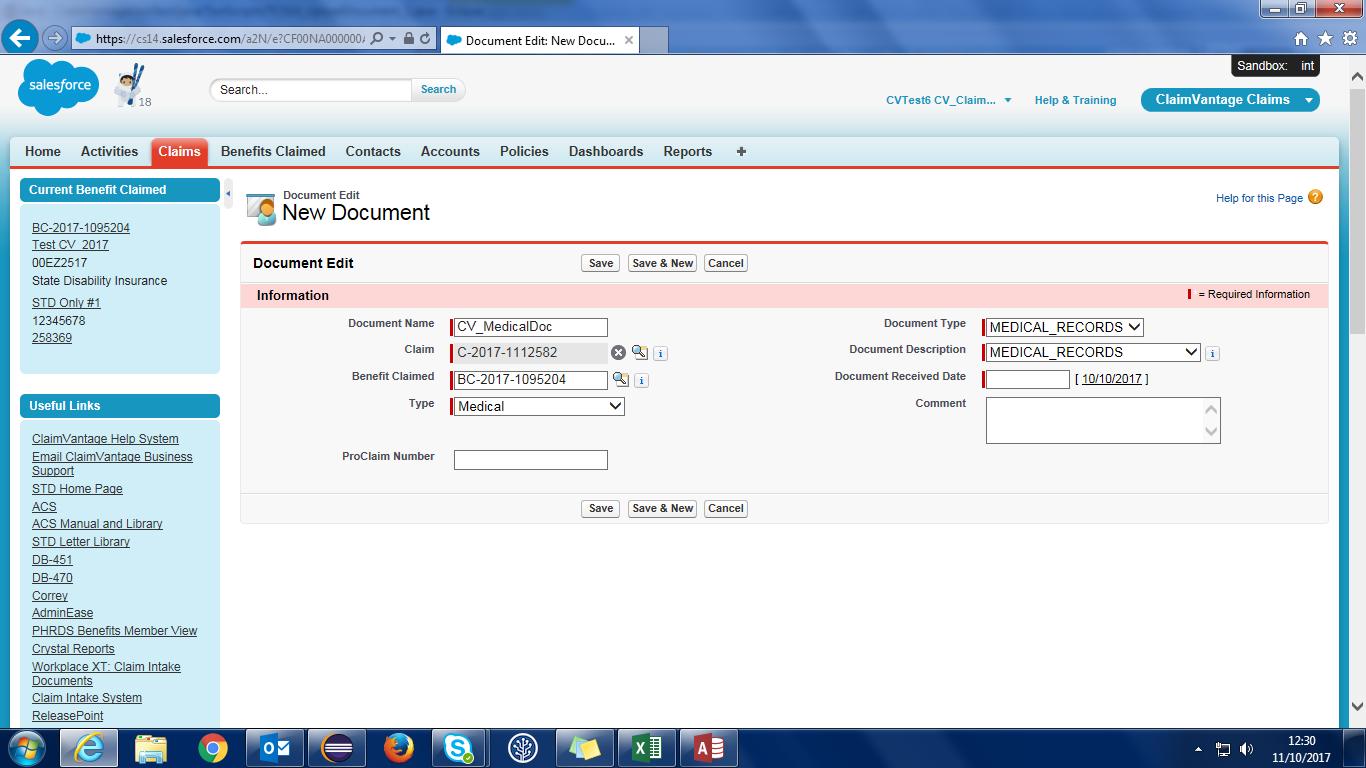 https://cs14.salesforce.com/a2N/e?CF00NA000000
Document Edit: New Docu...
Sandbox: int
salesforce
18
Search...
Search
CVTest6 CV_Claim...
Help & Training
ClaimVantage Claims
Home
Activities
Claims
Benefits Claimed
Contacts
Accounts
Policies
Dashboards
Reports
Current Benefit Claimed
BC-2017-1095204
Test CV_2017
00EZ2517
State Disability Insurance
STD Only #1
12345678
258369
Useful Links
ClaimVantage Help System
Email ClaimVantage Business
Support
STD Home Page
ACS
ACS Manual and Library
STD Letter Library
DB-451
DB-470
Correy
AdminEase
PHRDS Benefits Member View
Crystal Reports
Workplace XT: Claim Intake
Documents
Claim Intake System
ReleasePoint
Document Edit
New Document
Help for this Page
Document Edit
Save
Save & New
Cancel
Information
= Required Information
Document Name CV_MedicalDoc
Document Type MEDICAL_RECORDS
Claim C-2017-1112582
Document Description MEDICAL_RECORDS
Benefit Claimed BC-2017-1095204
Document Received Date [ 10/10/2017 ]
Type Medical
Comment
ProClaim Number
Save
Save & New
Cancel
12:30
11/10/2017